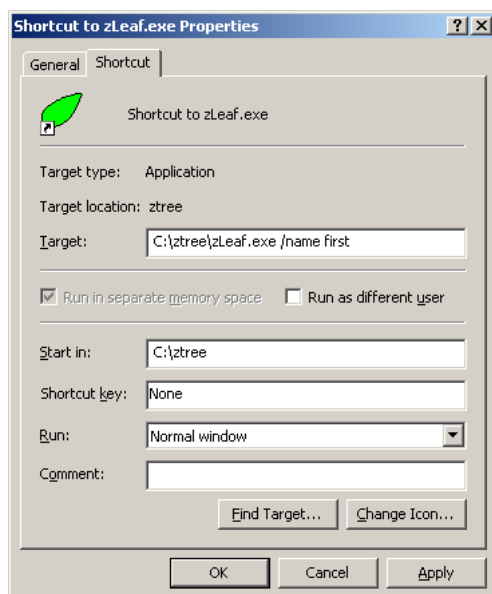 Shortcut to zLeaf.exe Properties
General Shortcut
Shortcut to zLeaf.exe
Target type: Application
Target location: ztree
Target: C:\ztree\zLeaf.exe /name first
Run in separate memory space Run as different user
Start in: C:\ztree
Shortcut key: None
Run: Normal window
Comment:
Find Target... Change Icon...
OK Cancel Apply